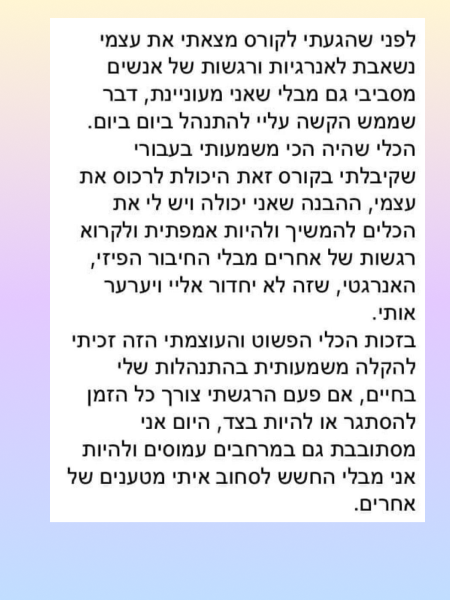 לפני שהגעתי לקורס מצאתי את עצמי
נשאבת לאנרגיות ורגשות של אנשים
מסביבי גם מבלי שאני מעוניינת, דבר
שממש הקשה עליי להתנהל ביום ביום.
הכלי שהיה הכי משמעותי בעבורי
שקיבלתי בקורס זאת היכולת לרכוס את
עצמי, ההבנה שאני יכולה ויש לי את
הכלים להמשיך ולהיות אמפתית ולקרוא
רגשות של אחרים מבלי החיבור הפיזי,
האנרגטי, שזה לא יחדור אליי ויערער
אותי.
בזכות הכלי הפשוט והעוצמתי הזה זכיתי
להקלה משמעותית בהתנהלות שלי
בחיים, אם פעם הרגשתי צורך כל הזמן
להסתגר או להיות בצד, היום אני
מסתובבת גם במרחבים עמוסים ולהיות
אני מבלי החשש לסחוב איתי מטענים של
אחרים.